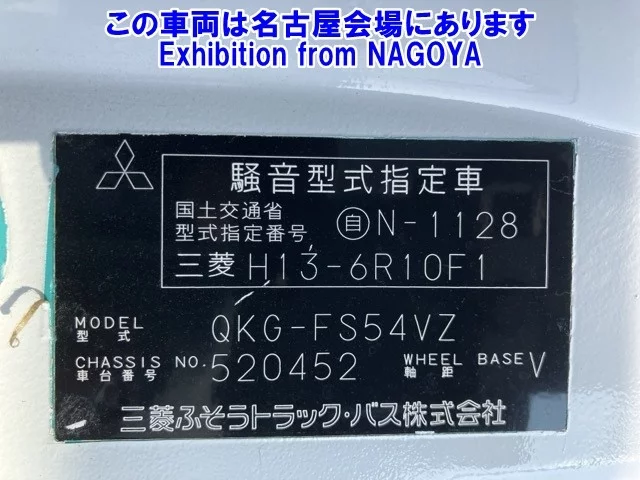 この車両は名古屋会場にあります
Exhibition from NAGOYA
騒音型式指定車
国土交通省
型式指定番号, 自N-1128
三菱 H13-6R10F1
MODEL 型式 QKG-FS54VZ
CHASSIS NO. 車台番号 520452 WHEEL BASE 軸距 V
三菱ふそうトラック・バス株式会社